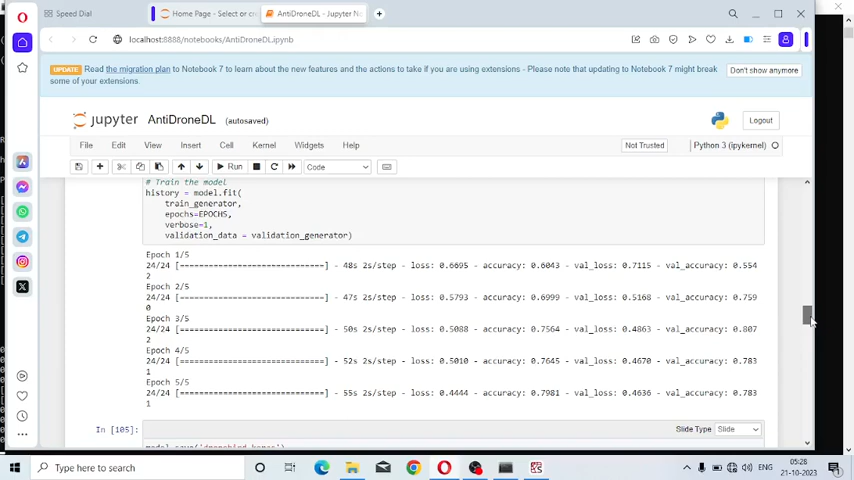 Speed Dial
Home Page - Select or cre
AntiDroneDL - Jupyter No
localhost:8888/notebooks/AntiDroneDL.ipynb
UPDATE Read the migration plan to Notebook 7 to learn about the new features and the actions to take if you are using extensions - Please note that updating to Notebook 7 might break
some of your extensions.
Don't show anymore
jupyter AntiDroneDL (autosaved)
Logout
File Edit View Insert Cell Kernel Widgets Help
Not Trusted
Python 3 (ipykernel)
Run
Code
# Train the model
history = model.fit(
train_generator,
epochs=EPOCHS,
verbose=1,
validation_data = validation_generator)
Epoch 1/5
24/24 [==============================] - 48s 2s/step - loss: 0.6695 - accuracy: 0.6043 - val_loss: 0.7115 - val_accuracy: 0.554
2
Epoch 2/5
24/24 [==============================] - 47s 2s/step - loss: 0.5793 - accuracy: 0.6999 - val_loss: 0.5168 - val_accuracy: 0.759
0
Epoch 3/5
24/24 [==============================] - 50s 2s/step - loss: 0.5088 - accuracy: 0.7564 - val_loss: 0.4863 - val_accuracy: 0.807
2
Epoch 4/5
24/24 [==============================] - 52s 2s/step - loss: 0.5010 - accuracy: 0.7645 - val_loss: 0.4670 - val_accuracy: 0.783
1
Epoch 5/5
24/24 [==============================] - 55s 2s/step - loss: 0.4444 - accuracy: 0.7981 - val_loss: 0.4636 - val_accuracy: 0.783
1
In [105]:
Slide Type Slide
Type here to search
ENG
05:28
21-10-2023